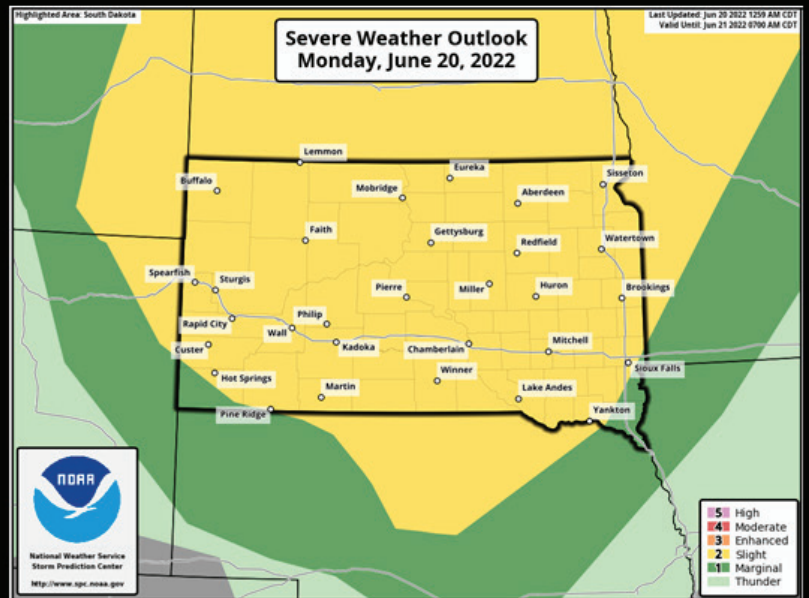 Highlighted Area: South Dakota
Last Updated: Jun 20 2022 1259 AM CDT
Valid Until: Jun 21 2022 0700 AM CDT
Severe Weather Outlook
Monday, June 20, 2022
Lemmon
Eureka
Sisseton
Buffalo
Mobridge
Aberdeen
Faith
Gettysburg
Redfield
Watertown
Spearfish
Sturgis
Pierre
Miller
Huron
Brookings
Rapid City
Philip
Wall
Custer
Kadoka
Chamberlain
Mitchell
Hot Springs
Winner
Sioux Falls
Martin
Lake Andes
Pine Ridge
Yankton
NOAA
National Weather Service
Storm Prediction Center
http://www.spc.noaa.gov
5 High
4 Moderate
3 Enhanced
2 Slight
1 Marginal
Thunder